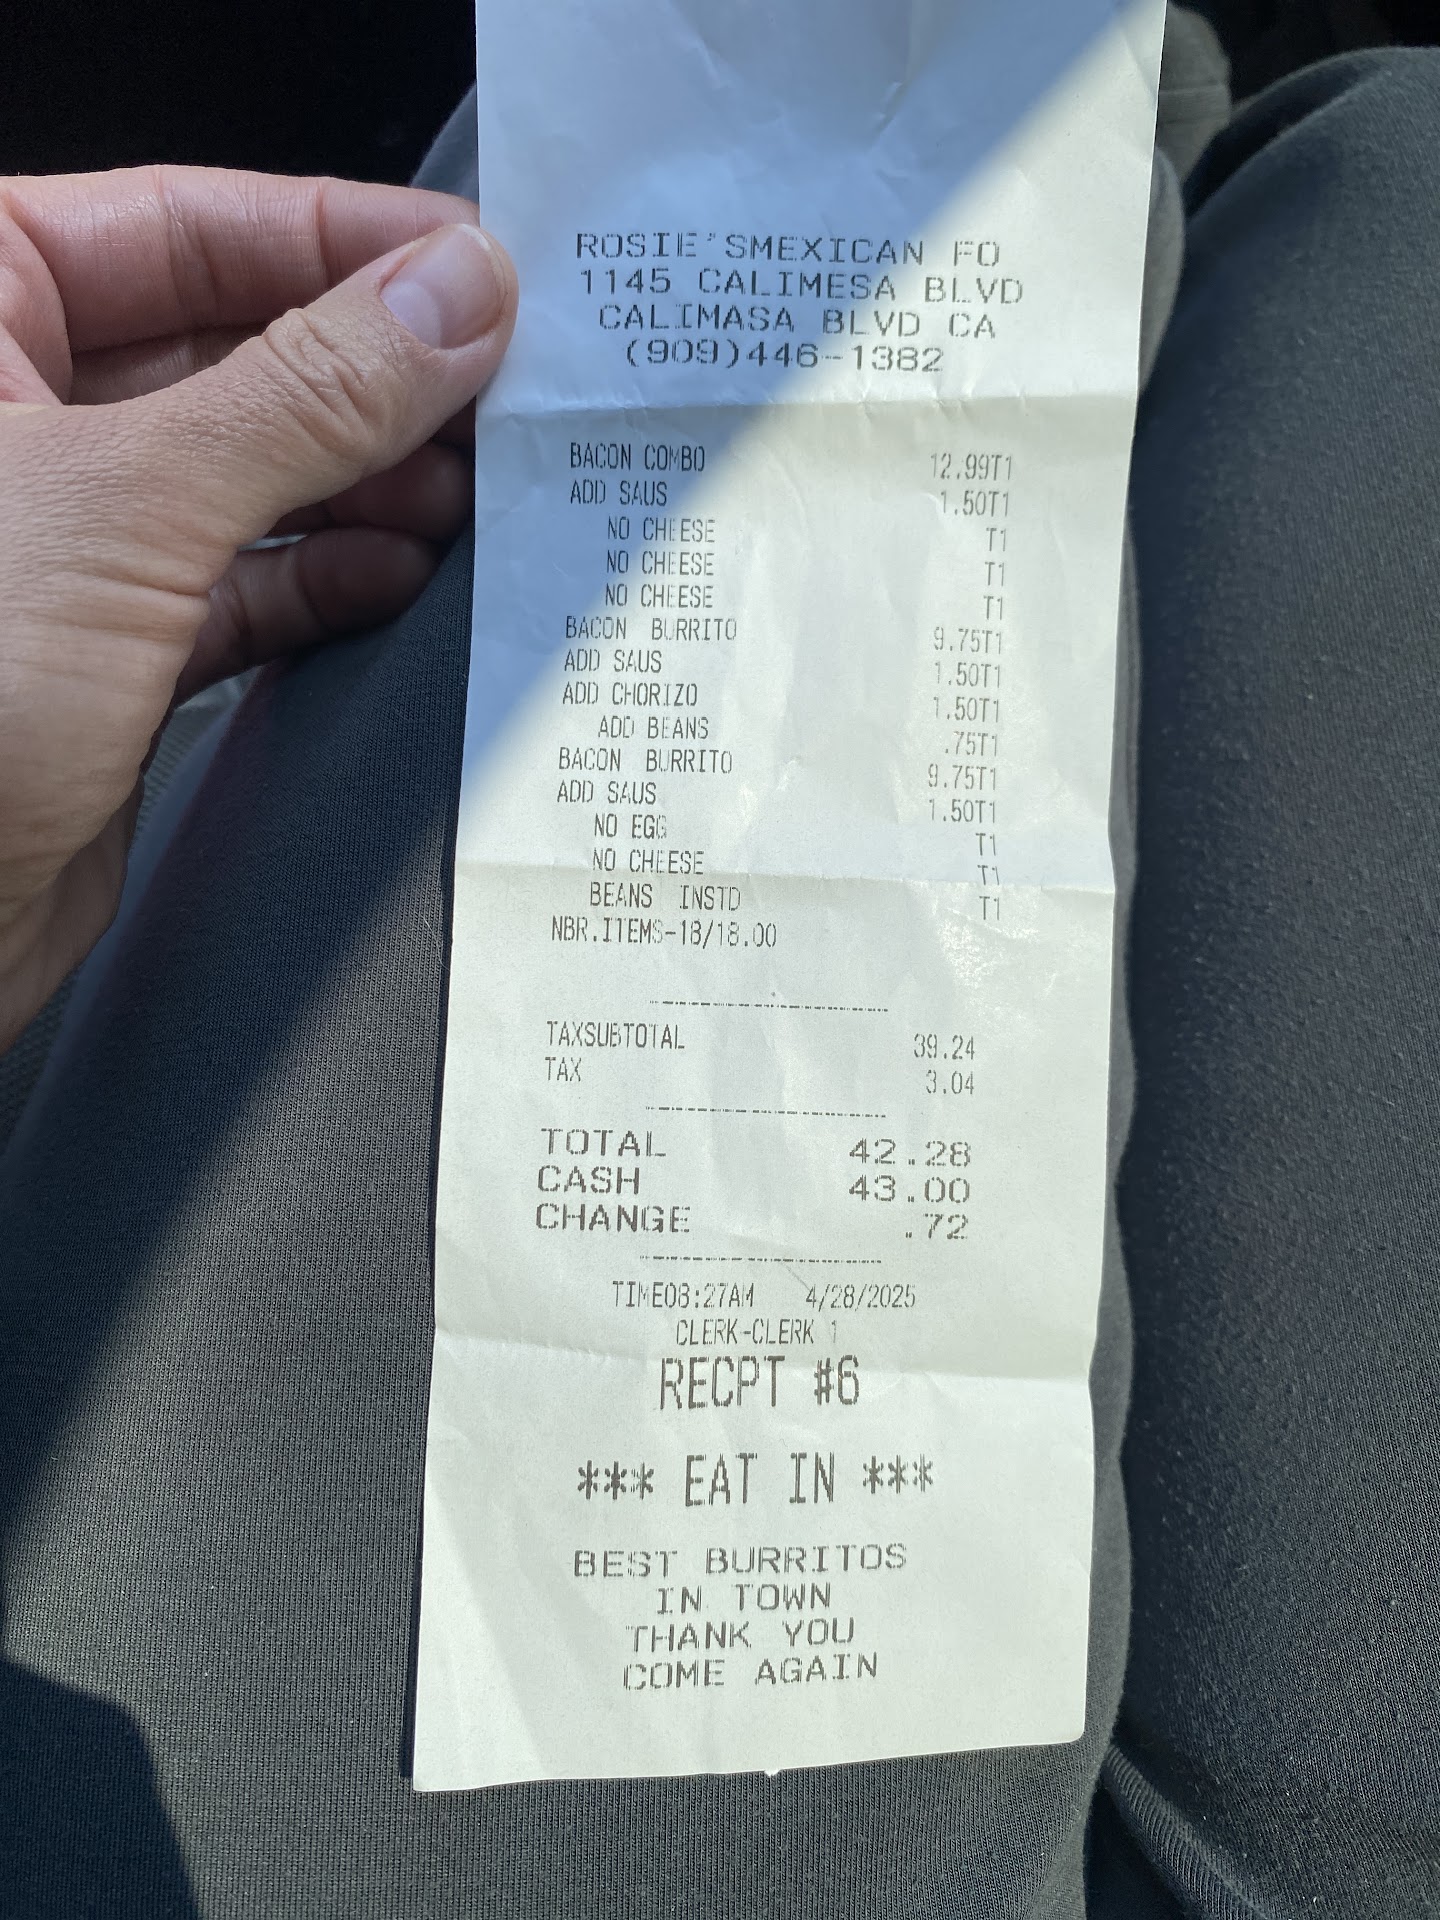 ROSIE'SMEXICAN FO
1145 CALIMESA BLVD
CALIMASA BLVD CA
(909)446-1382
BACON COMBO 12.99T1
ADD SAUS 1.50T1
NO CHEESE T1
NO CHEESE T1
NO CHEESE T1
BACON BURRITO 9.75T1
ADD SAUS 1.50T1
ADD CHORIZO 1.50T1
ADD BEANS .75T1
BACON BURRITO 9.75T1
ADD SAUS 1.50T1
NO EGG T1
NO CHEESE T1
BEANS INSTD T1
NBR.ITEMS-18/18.00
TAXSUBTOTAL 39.24
TAX 3.04
TOTAL 42.28
CASH 43.00
CHANGE .72
TIME08:27AM 4/28/2025
CLERK-CLERK 1
RECPT #6
*** EAT IN ***
BEST BURRITOS
IN TOWN
THANK YOU
COME AGAIN